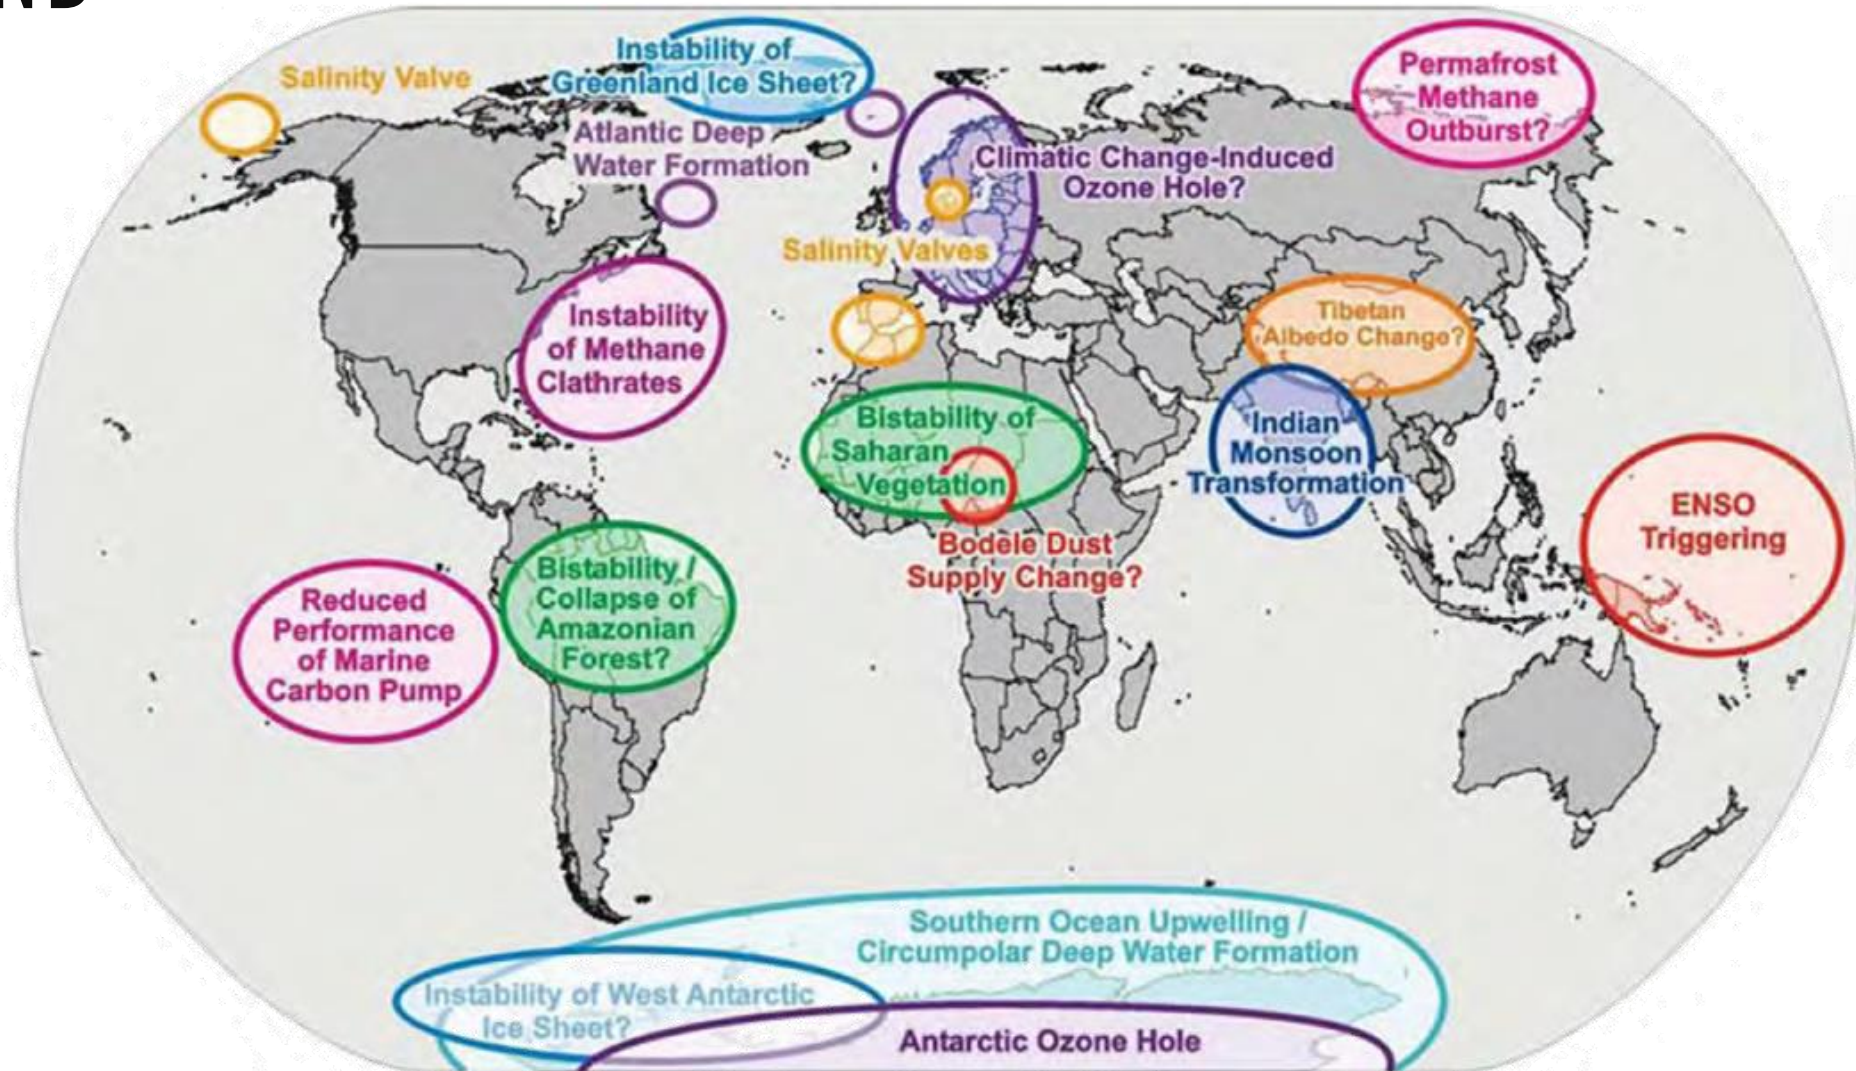 Salinity Valve
Instability of
Greenland Ice Sheet?
Permafrost
Methane
Outburst?
Atlantic Deep
Water Formation
Climatic Change-Induced
Ozone Hole?
Salinity Valves
Instability
of Methane
Clathrates
Tibetan
Albedo Change?
Bistability of
Saharan
Vegetation
Indian
Monsoon
Transformation
ENSO
Triggering
Bodele Dust
Supply Change?
Bistability /
Collapse of
Amazonian
Forest?
Reduced
Performance
of Marine
Carbon Pump
Southern Ocean Upwelling /
Circumpolar Deep Water Formation
Instability of West Antarctic
Ice Sheet?
Antarctic Ozone Hole